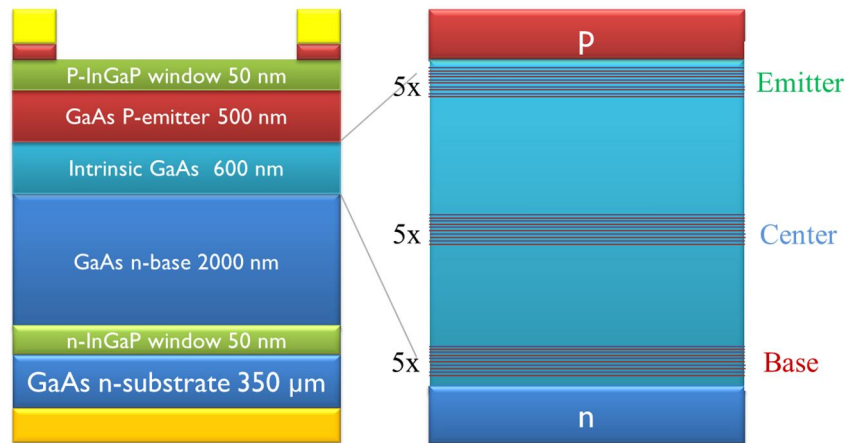 P-InGaP window 50 nm
GaAs P-emitter 500 nm
Intrinsic GaAs 600 nm
GaAs n-base 2000 nm
n-InGaP window 50 nm
GaAs n-substrate 350 μm
p
5x
Emitter
5x
Center
5x
Base
n